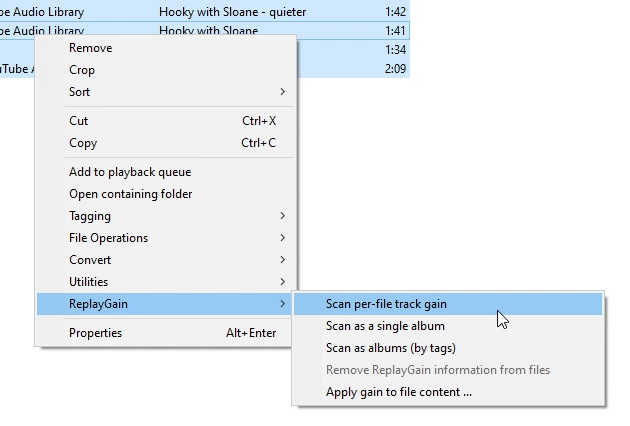 be Audio Library Hooky with Sloane - quieter 1:42
be Audio Library Hooky with Sloane 1:41
1:34
uTube A 2:09
Remove
Crop
Sort
Cut Ctrl+X
Copy Ctrl+C
Add to playback queue
Open containing folder
Tagging
File Operations
Convert
Utilities
ReplayGain
Properties Alt+Enter
Scan per-file track gain
Scan as a single album
Scan as albums (by tags)
Remove ReplayGain information from files
Apply gain to file content ...